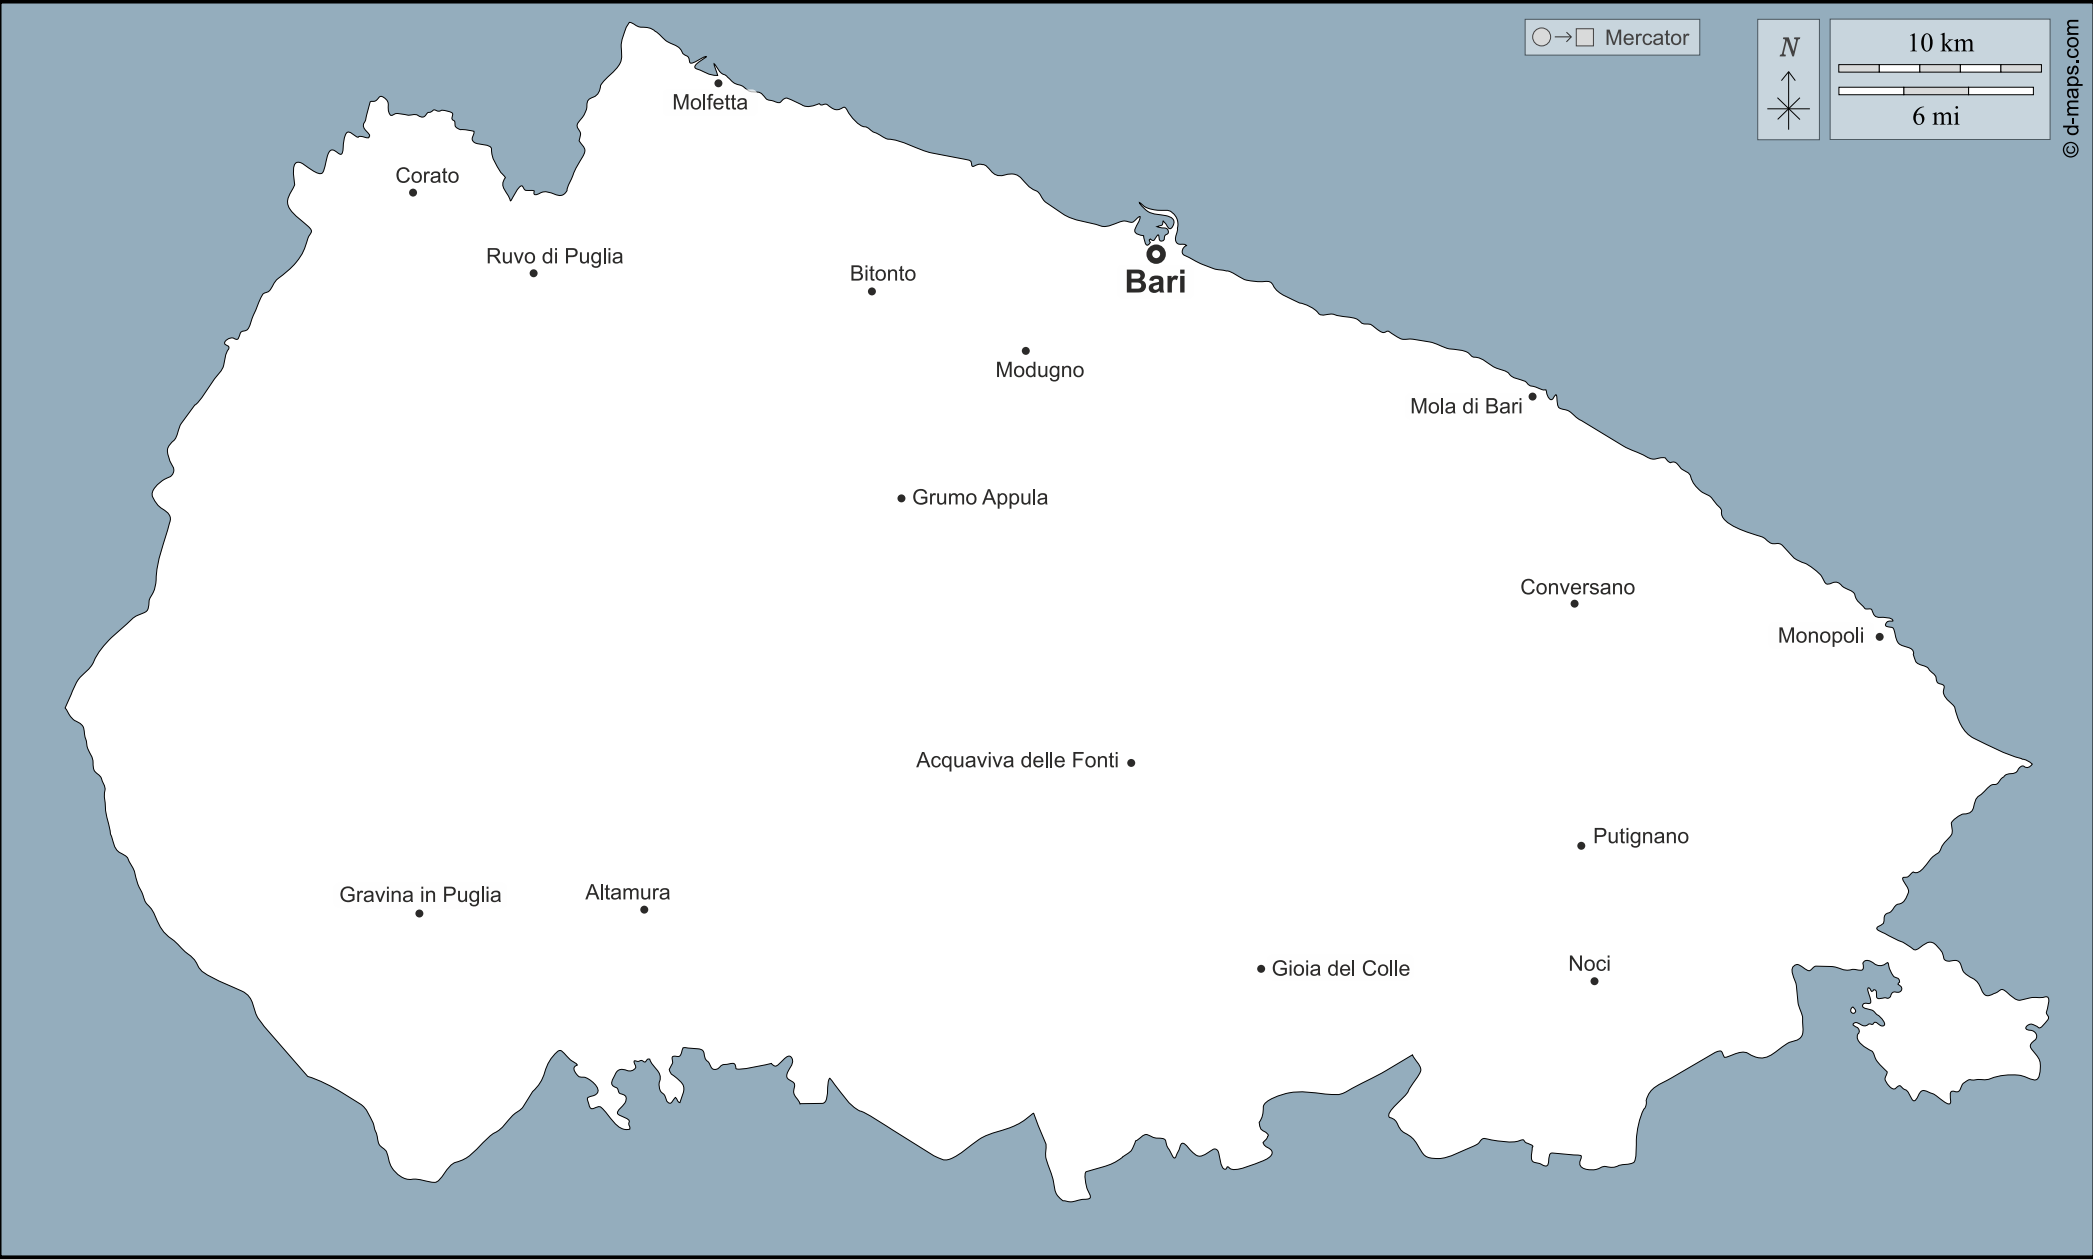 Mercator
N
10 km
6 mi
© d-maps.com
Molfetta
Corato
Ruvo di Puglia
Bitonto
Bari
Modugno
Mola di Bari
Grumo Appula
Conversano
Monopoli
Acquaviva delle Fonti
Putignano
Gravina in Puglia
Altamura
Gioia del Colle
Noci